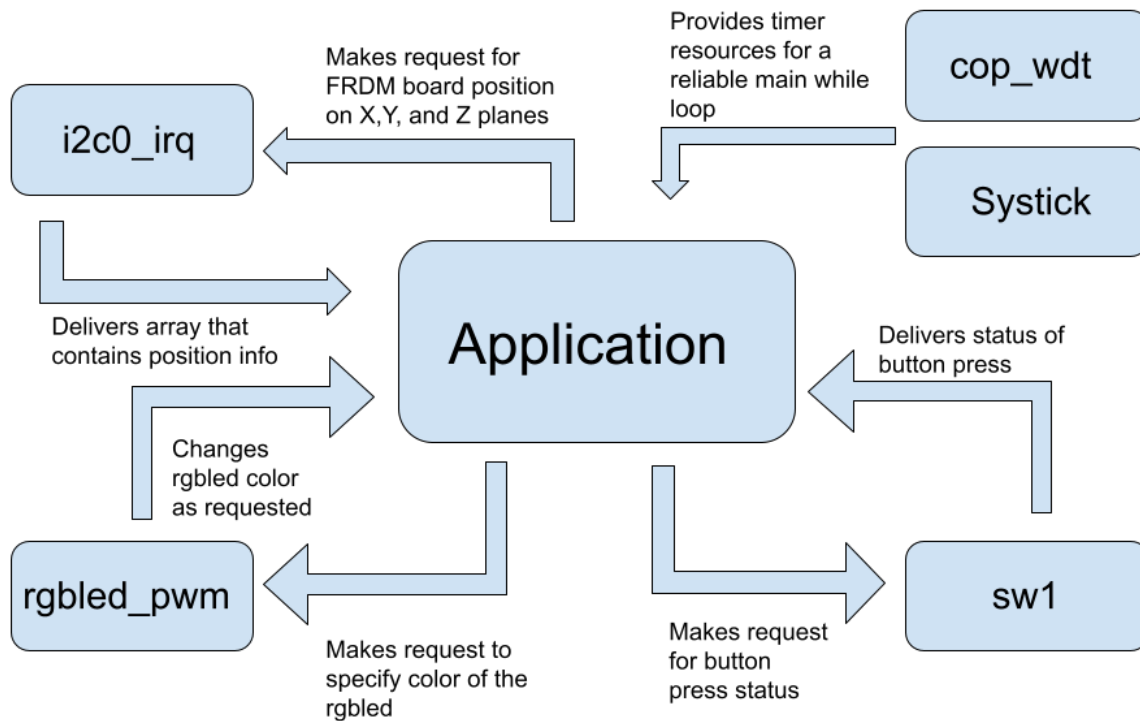 Makes request for
FRDM board position
on X,Y, and Z planes
Provides timer
resources for a
reliable main while
loop
cop_wdt
i2c0_irq
Systick
Application
Delivers array that
contains position info
Delivers status of
button press
Changes
rgbled color
as requested
rgbled_pwm
sw1
Makes request to
specify color of the
rgbled
Makes request
for button
press status